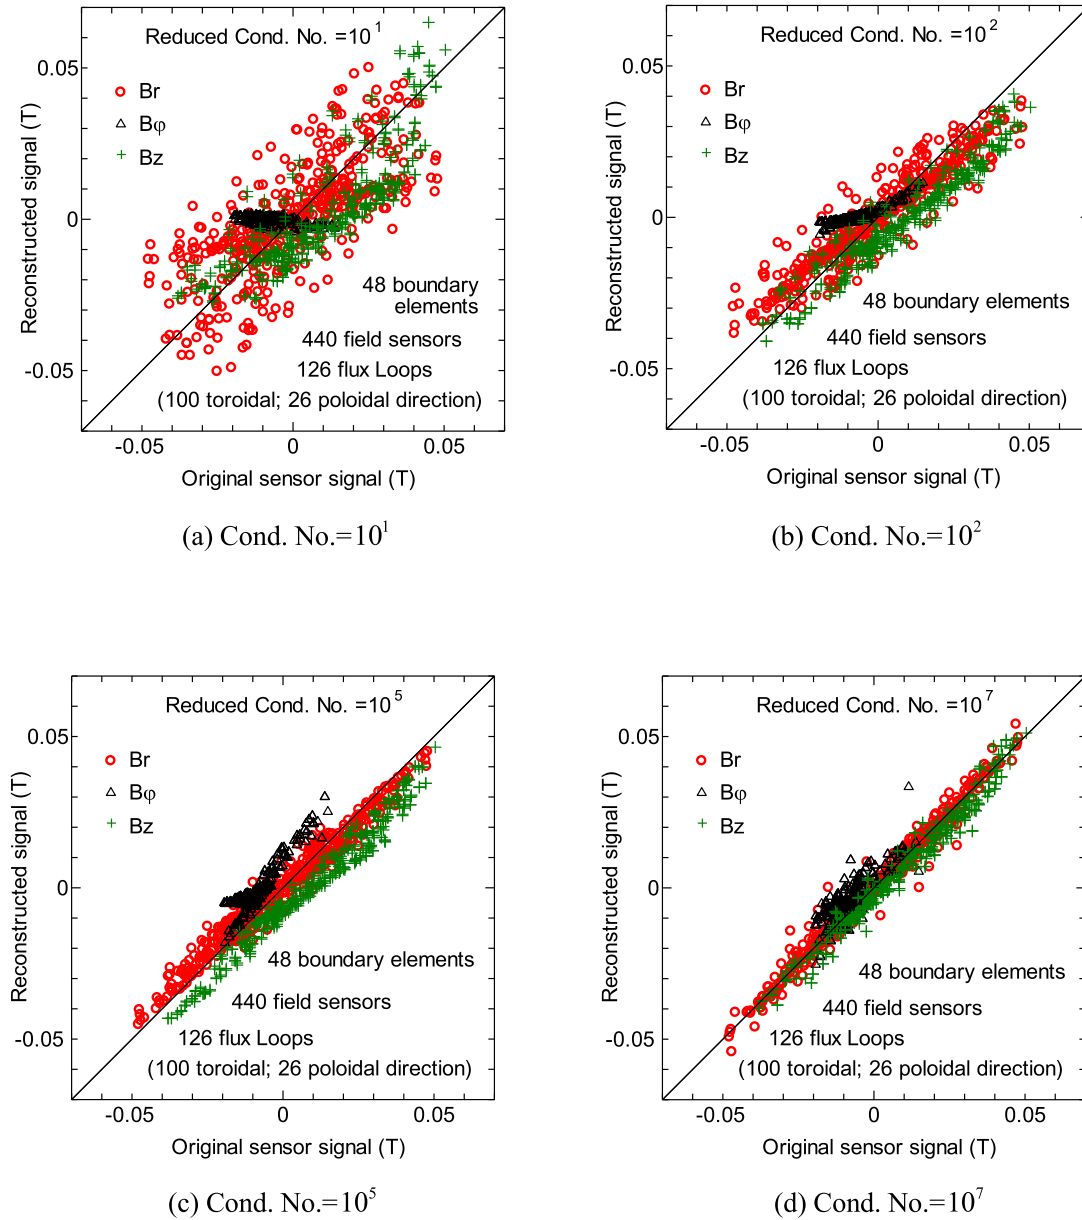 Reduced Cond. No. =10¹
Reconstructed signal (T)
0.05
0
-0.05
Br
Bφ
Bz
48 boundary
elements
440 field sensors
126 flux Loops
(100 toroidal; 26 poloidal direction)
-0.05 0 0.05
Original sensor signal (T)
(a) Cond. No.=10¹
Reduced Cond. No. =10²
Reconstructed signal (T)
0.05
0
-0.05
Br
Bφ
Bz
48 boundary elements
440 field sensors
126 flux Loops
(100 toroidal; 26 poloidal direction)
-0.05 0 0.05
Original sensor signal (T)
(b) Cond. No.=10²
Reduced Cond. No. =10⁵
Reconstructed signal (T)
0.05
0
-0.05
Br
Bφ
Bz
48 boundary elements
440 field sensors
126 flux Loops
(100 toroidal; 26 poloidal direction)
-0.05 0 0.05
Original sensor signal (T)
(c) Cond. No.=10⁵
Reduced Cond. No. =10⁷
Reconstructed signal (T)
0.05
0
-0.05
Br
Bφ
Bz
48 boundary elements
440 field sensors
126 flux Loops
(100 toroidal; 26 poloidal direction)
-0.05 0 0.05
Original sensor signal (T)
(d) Cond. No.=10⁷